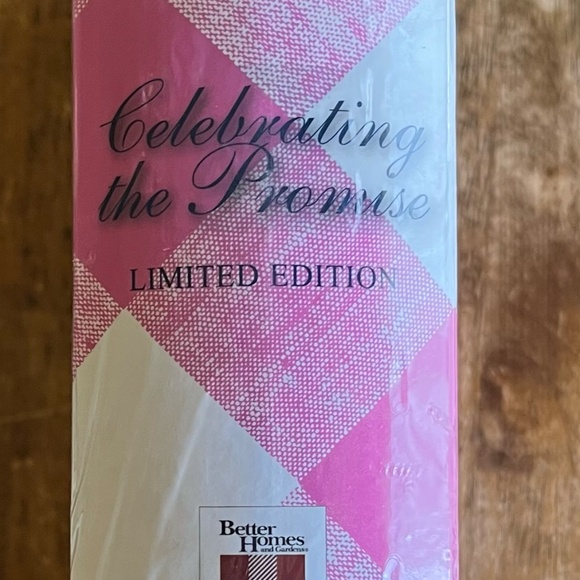 Celebrating
the Promise
LIMITED EDITION
Better
Homes
and Gardens®